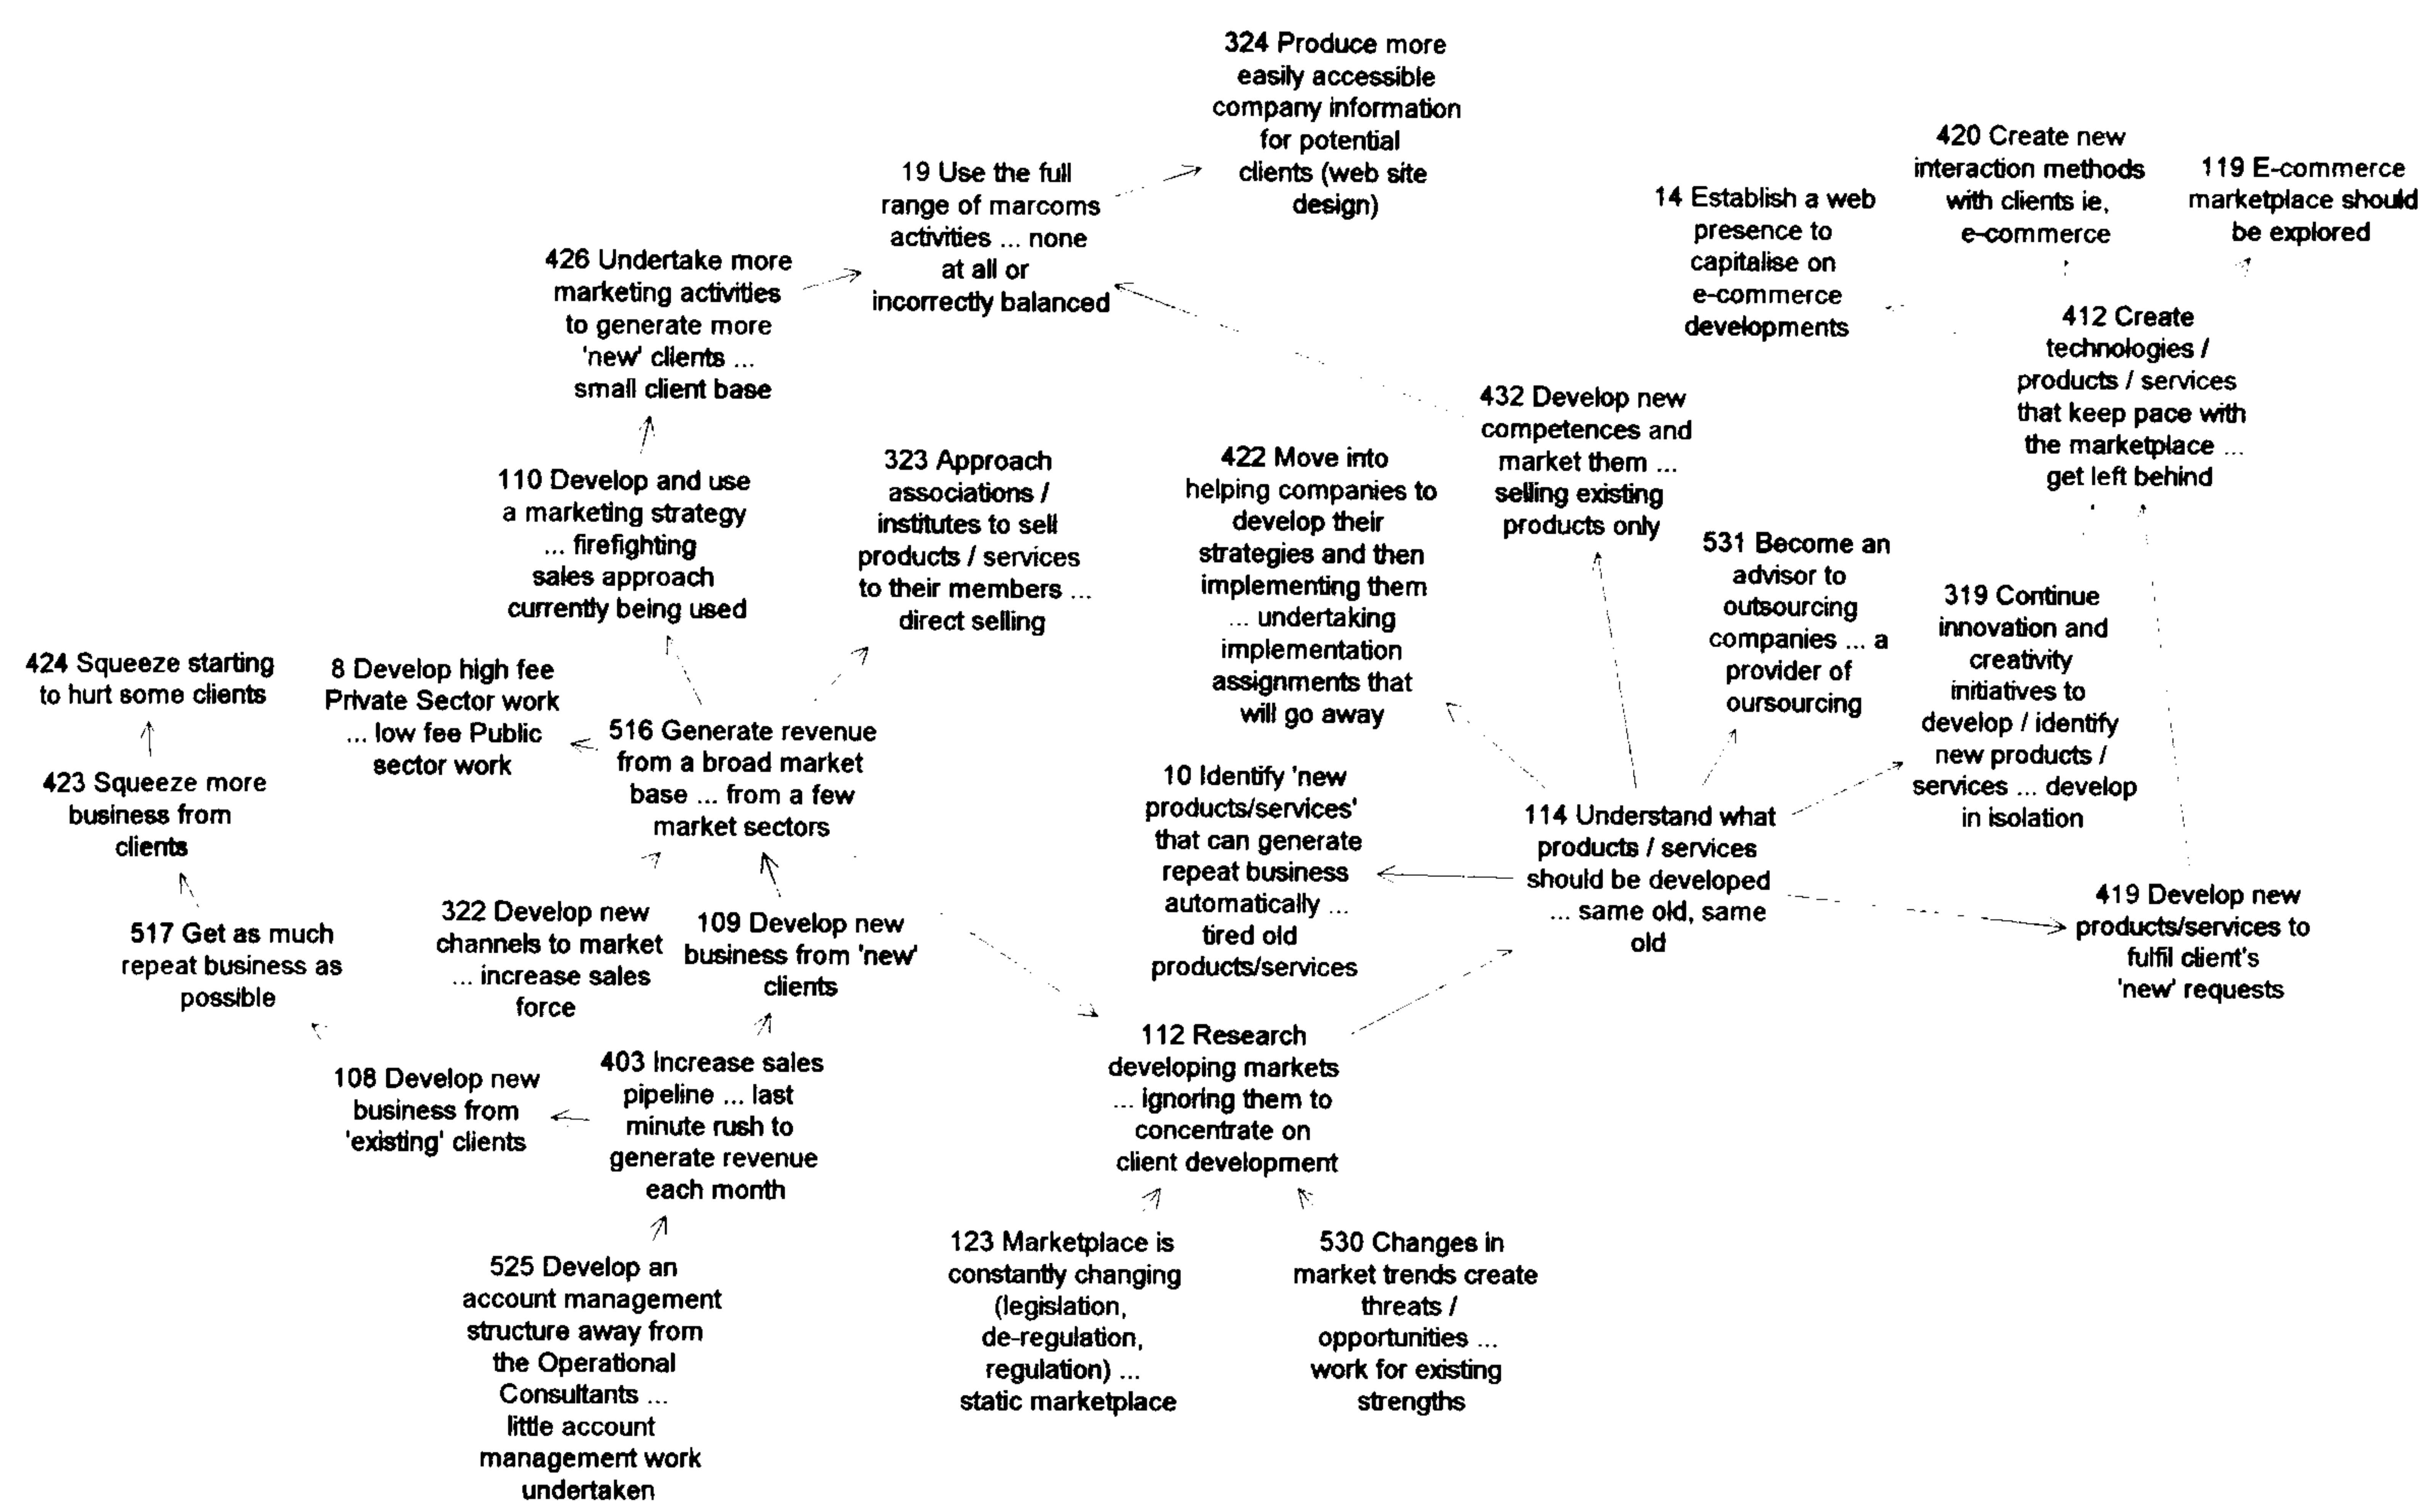 324 Produce more
easily accessible
company information
for potential
clients (web site
design)
420 Create new
interaction methods
with clients ie,
e-commerce
119 E-commerce
marketplace should
be explored
19 Use the full
range of marcoms
activities ... none
at all or
incorrectly balanced
14 Establish a web
presence to
capitalise on
e-commerce
developments
426 Undertake more
marketing activities
to generate more
'new' clients ...
small client base
412 Create
technologies /
products / services
that keep pace with
the marketplace ...
get left behind
432 Develop new
competences and
market them ...
selling existing
products only
110 Develop and use
a marketing strategy
... firefighting
sales approach
currently being used
323 Approach
associations /
institutes to sell
products / services
to their members ...
direct selling
422 Move into
helping companies to
develop their
strategies and then
implementing them
... undertaking
implementation
assignments that
will go away
531 Become an
advisor to
outsourcing
companies ... a
provider of
oursourcing
319 Continue
innovation and
creativity
initiatives to
develop / identify
new products /
services ... develop
in isolation
424 Squeeze starting
to hurt some clients
8 Develop high fee
Private Sector work
... low fee Public
sector work
516 Generate revenue
from a broad market
base ... from a few
market sectors
423 Squeeze more
business from
clients
10 Identify 'new
products/services'
that can generate
repeat business
automatically ...
tired old
products/services
114 Understand what
products / services
should be developed
... same old, same
old
419 Develop new
products/services to
fulfil client's
'new' requests
517 Get as much
repeat business as
possible
322 Develop new
channels to market
... increase sales
force
109 Develop new
business from 'new'
clients
112 Research
developing markets
... ignoring them to
concentrate on
client development
108 Develop new
business from
'existing' clients
403 Increase sales
pipeline ... last
minute rush to
generate revenue
each month
123 Marketplace is
constantly changing
(legislation,
de-regulation,
regulation) ...
static marketplace
530 Changes in
market trends create
threats /
opportunities ...
work for existing
strengths
525 Develop an
account management
structure away from
the Operational
Consultants ...
little account
management work
undertaken